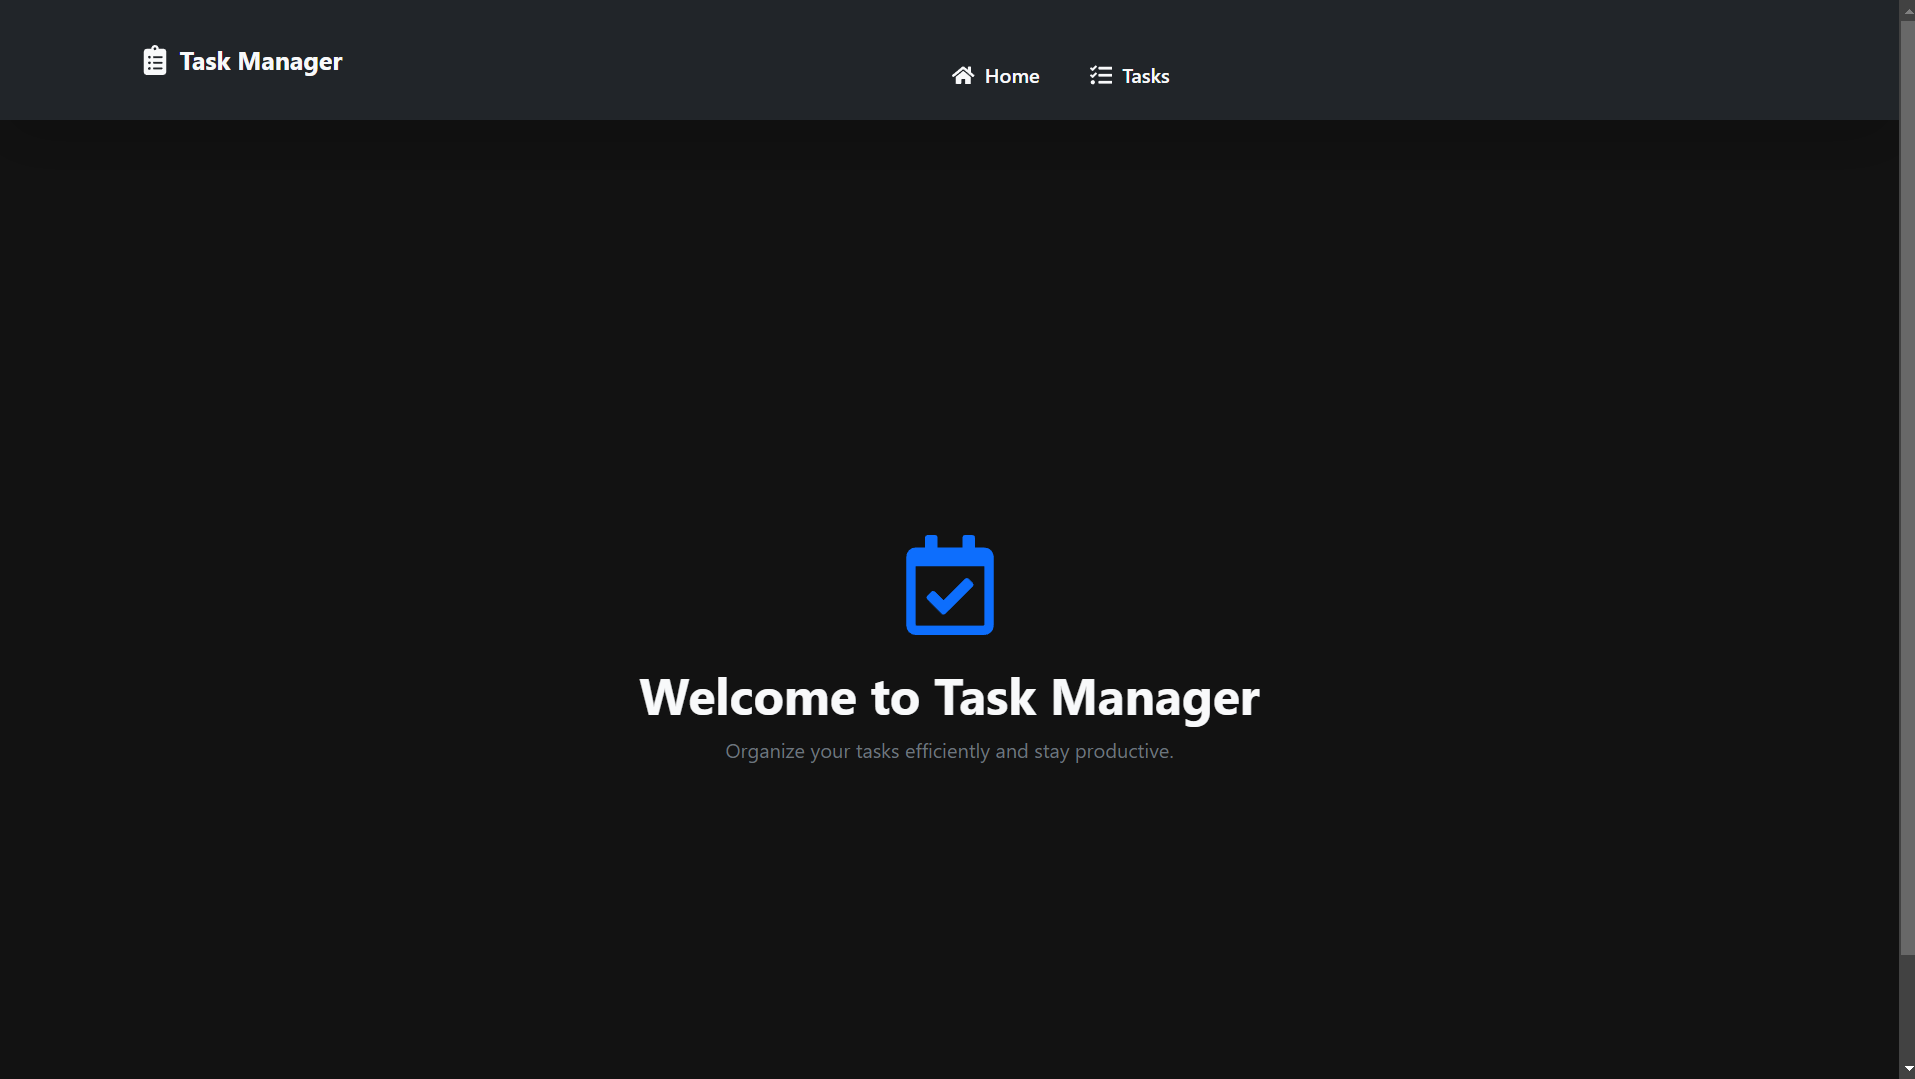 Task Manager
Home Tasks
Welcome to Task Manager
Organize your tasks efficiently and stay productive.